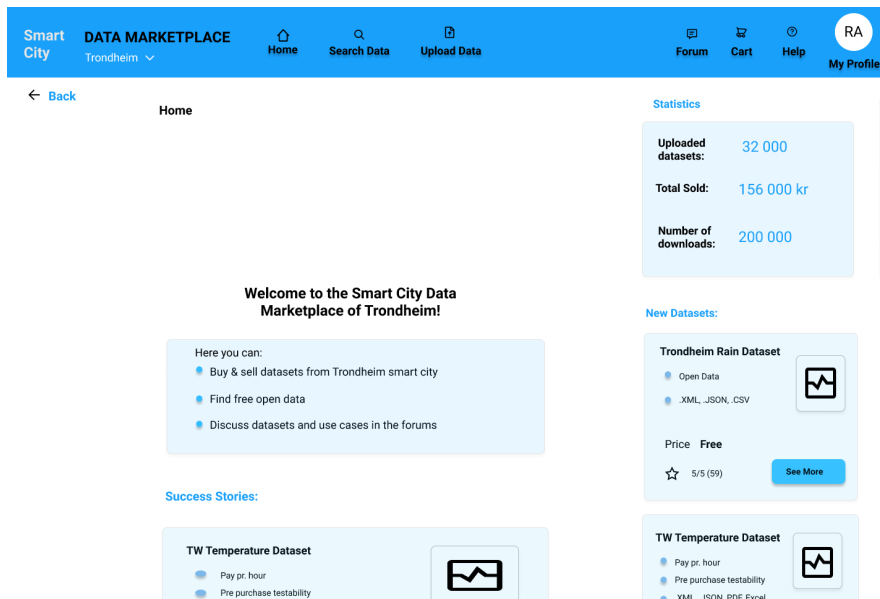 Smart
City
DATA MARKETPLACE
Trondheim
Home
Search Data
Upload Data
Forum
Cart
Help
RA
My Profile
Back
Home
Welcome to the Smart City Data
Marketplace of Trondheim!
Here you can:
Buy & sell datasets from Trondheim smart city
Find free open data
Discuss datasets and use cases in the forums
Success Stories:
TW Temperature Dataset
Pay pr. hour
Pre purchase testability
Statistics
Uploaded
datasets:
32 000
Total Sold:
156 000 kr
Number of
downloads:
200 000
New Datasets:
Trondheim Rain Dataset
Open Data
.XML, .JSON, .CSV
Price Free
5/5 (59)
See More
TW Temperature Dataset
Pay pr. hour
Pre purchase testability
.XML, .JSON, PDF, Excel